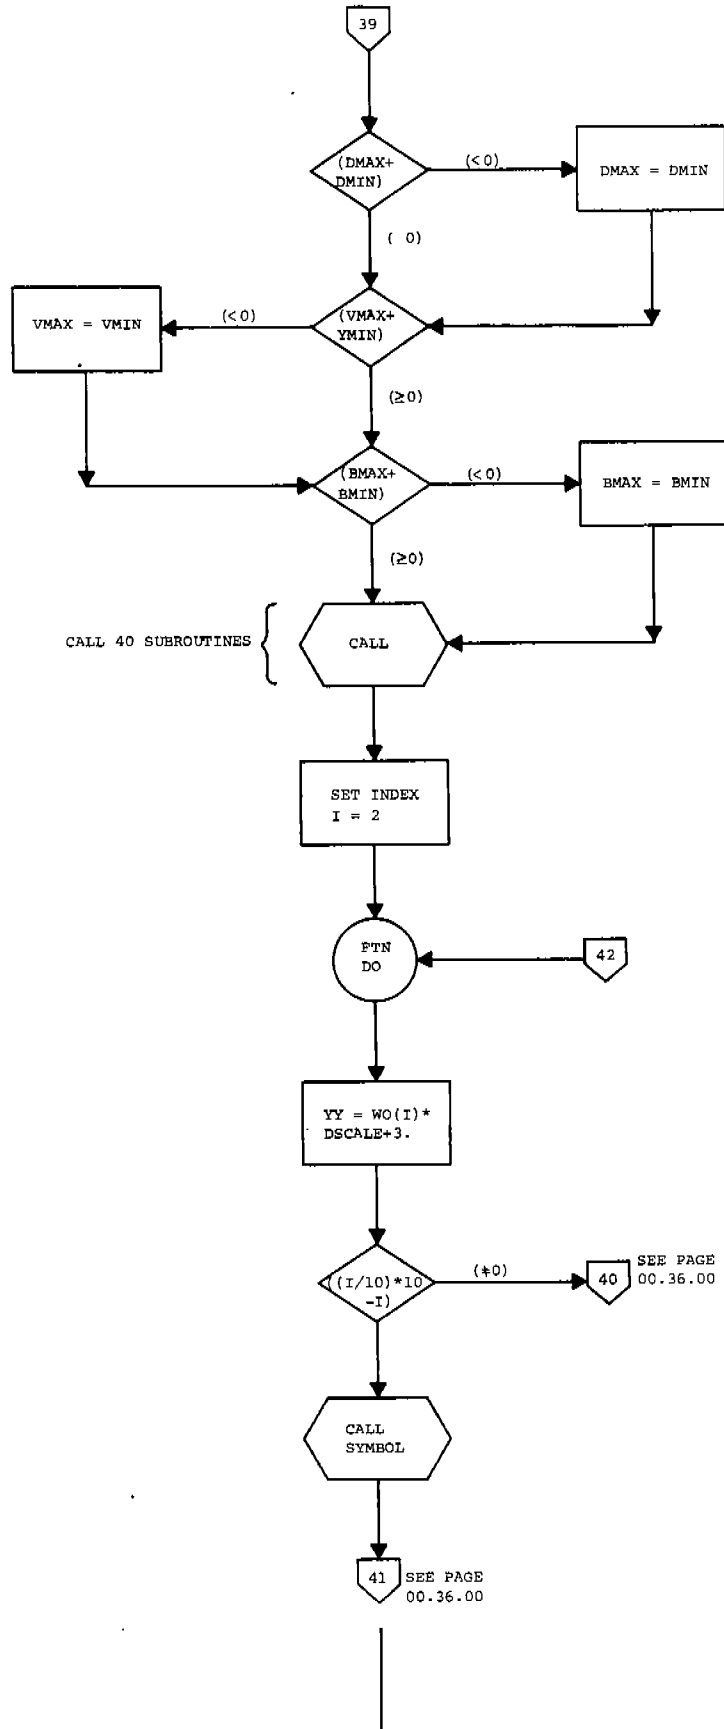 39
(DMAX+
DMIN)
(<0)
DMAX = DMIN
( 0)
VMAX = VMIN
(<0)
(VMAX+
YMIN)
(≥0)
(BMAX+
BMIN)
(<0)
BMAX = BMIN
(≥0)
CALL 40 SUBROUTINES
CALL
SET INDEX
I = 2
FTN
DO
42
YY = WO(I)*
DSCALE+3.
((I/10)*10
-I)
(≠0)
40
SEE PAGE
00.36.00
CALL
SYMBOL
41
SEE PAGE
00.36.00